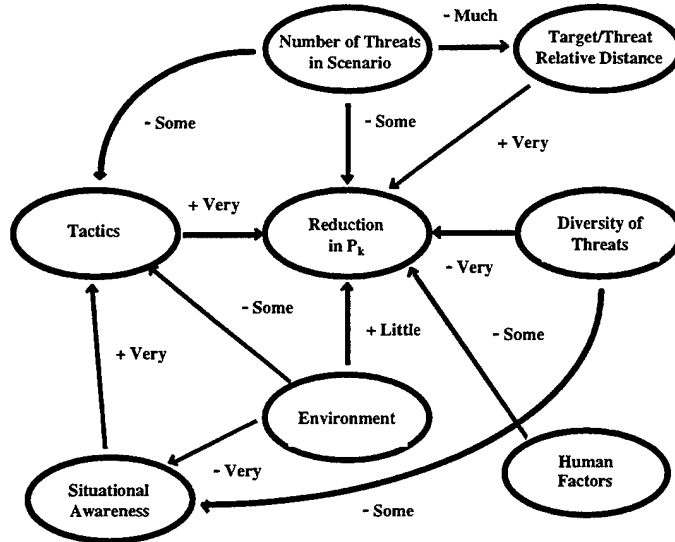 - Much
Number of Threats
in Scenario
Target/Threat
Relative Distance
- Some
- Some
+ Very
+ Very
Tactics
Reduction
in Pk
Diversity of
Threats
- Very
- Some
+ Little
- Some
+ Very
Environment
- Very
Situational
Awareness
Human
Factors
- Some